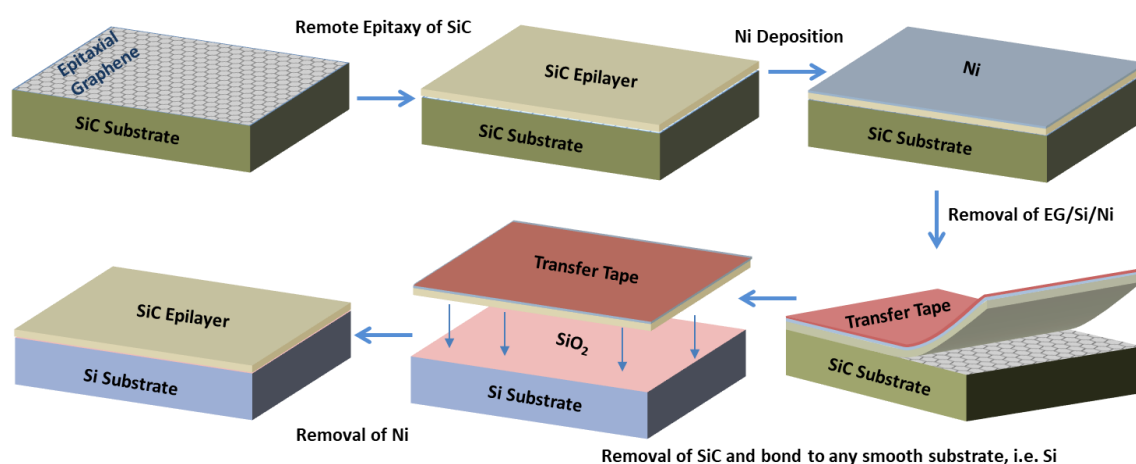 Remote Epitaxy of SiC
Ni Deposition
Epitaxial
Graphene
SiC Substrate
SiC Epilayer
SiC Substrate
Ni
SiC Substrate
Removal of EG/Si/Ni
Transfer Tape
SiC Substrate
Transfer Tape
SiO2
Si Substrate
SiC Epilayer
Si Substrate
Removal of Ni
Removal of SiC and bond to any smooth substrate, i.e. Si